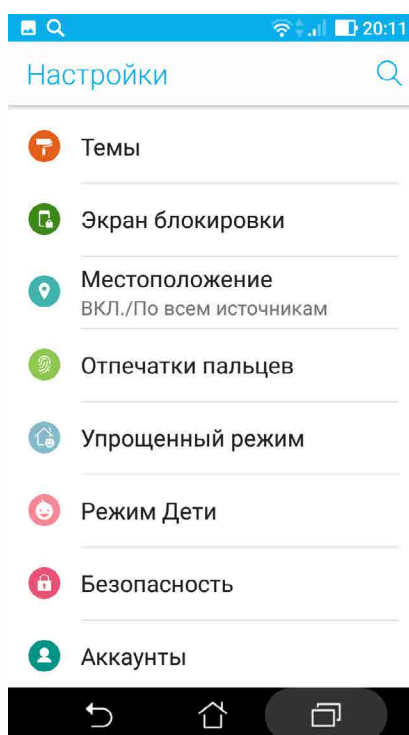 20:11
Настройки
Темы
Экран блокировки
Местоположение
ВКЛ./По всем источникам
Отпечатки пальцев
Упрощенный режим
Режим Дети
Безопасность
Аккаунты